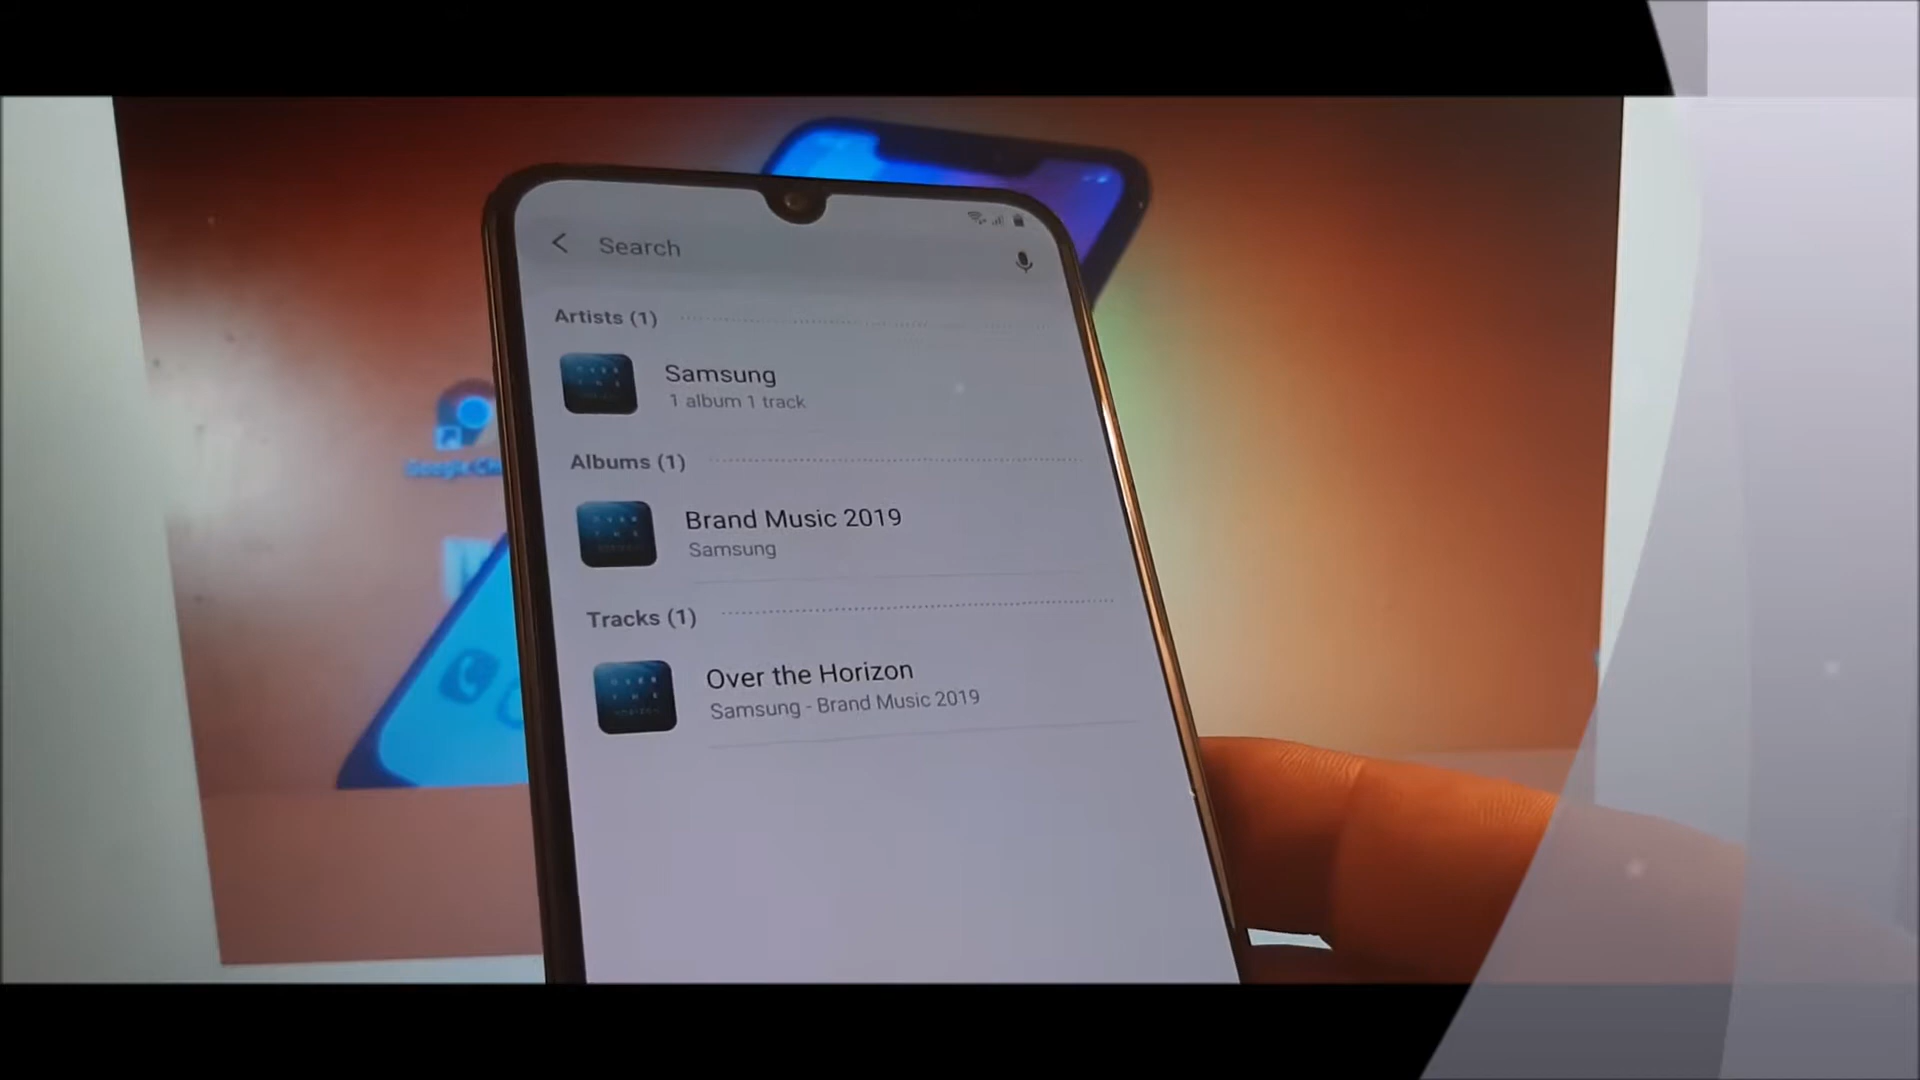 Search
Artists (1)
Samsung
1 album 1 track
Albums (1)
Brand Music 2019
Samsung
Tracks (1)
Over the Horizon
Samsung - Brand Music 2019